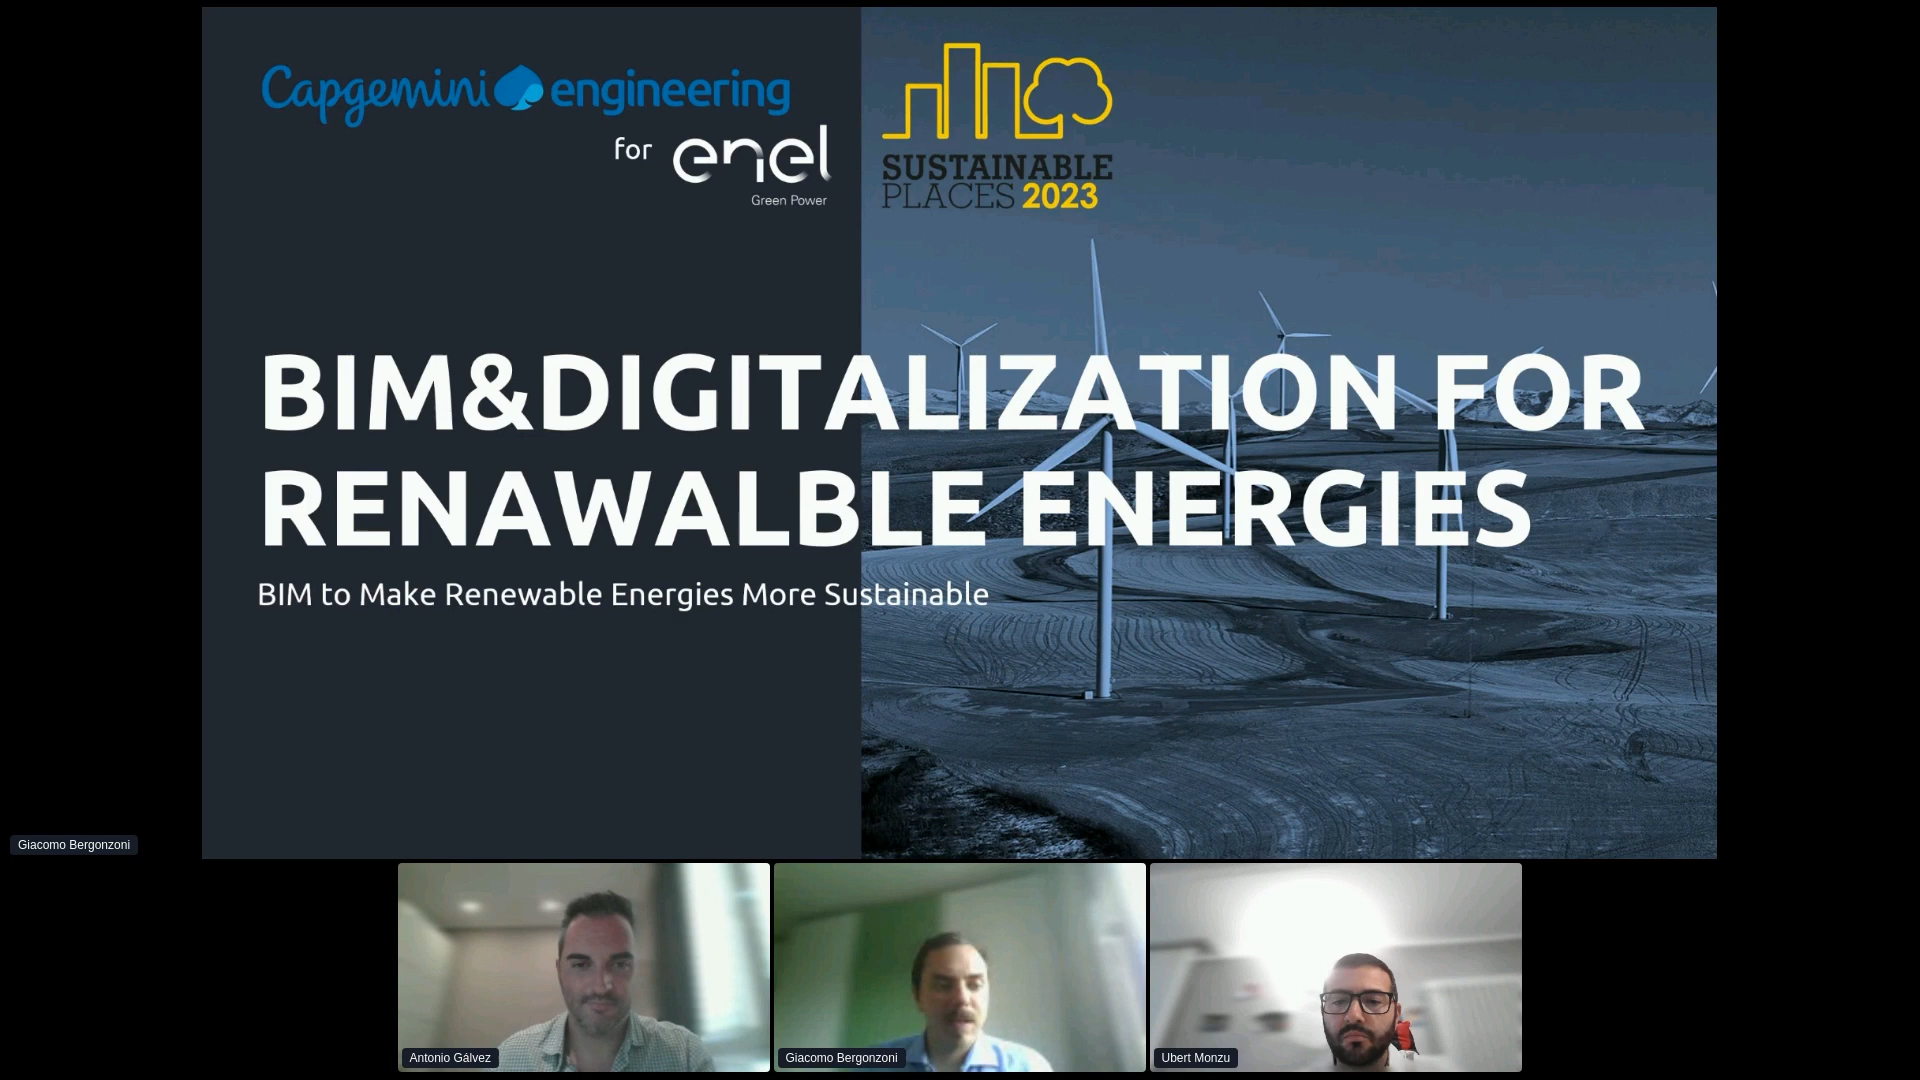 Capgemini engineering
for enel
Green Power
SUSTAINABLE
PLACES 2023
BIM&DIGITALIZATION FOR
RENAWALBLE ENERGIES
BIM to Make Renewable Energies More Sustainable
Giacomo Bergonzoni
Antonio Gálvez
Giacomo Bergonzoni
Ubert Monzu